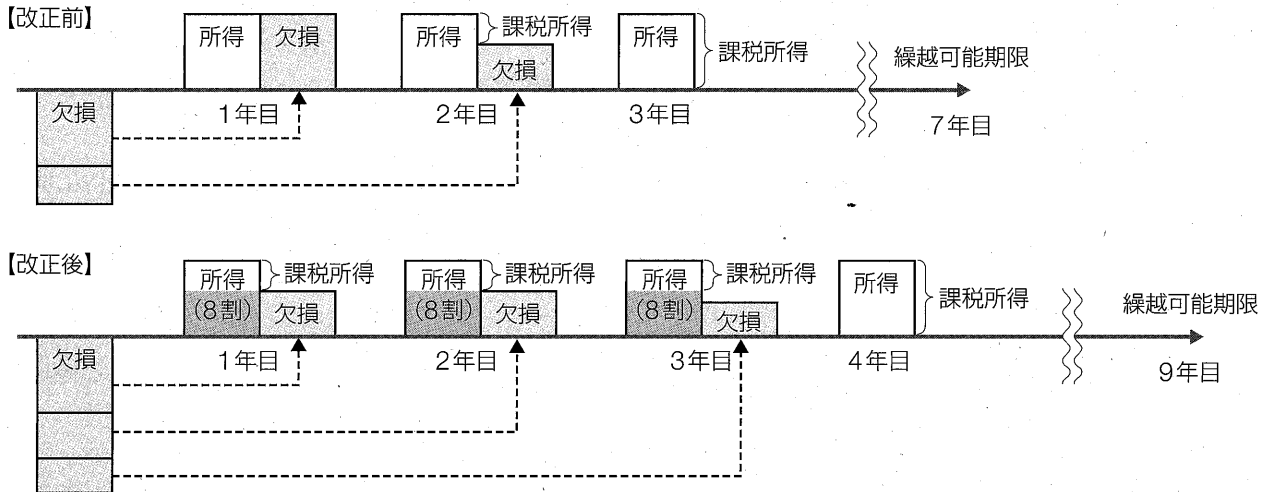 【改正前】
所得 欠損 所得 課税所得 所得
欠損 課税所得 繰越可能期限
欠損 1年目 2年目 3年目 7年目
【改正後】
所得 課税所得 所得 課税所得 所得 課税所得 所得
(8割) 欠損 (8割) 欠損 (8割) 欠損 課税所得 繰越可能期限
欠損 1年目 2年目 3年目 4年目 9年目